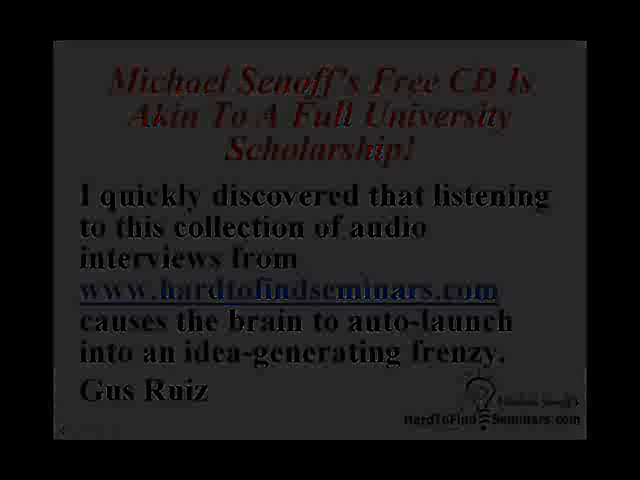 Michael Senoff's Free CD Is
Akin To A Full University
Scholarship!
I quickly discovered that listening
to this collection of audio
interviews from
www.hardtofindseminars.com
causes the brain to auto-launch
into an idea-generating frenzy.
Gus Ruiz
Michael Senoff's
HardToFindSeminars.com